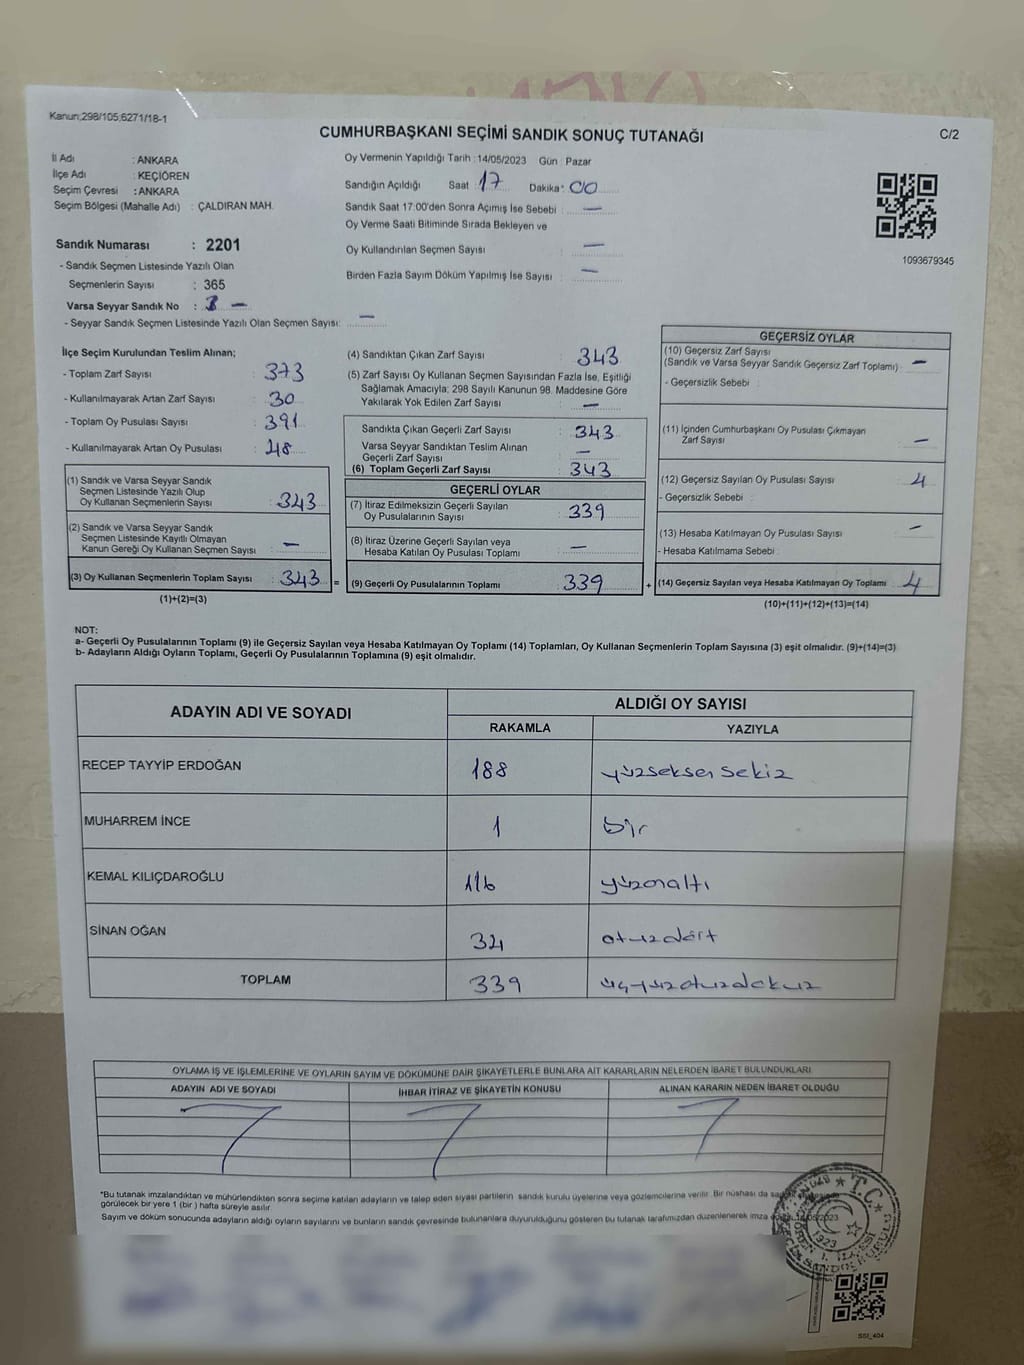 Kanun:298/105;6271/18-1
CUMHURBAŞKANI SEÇİMİ SANDIK SONUÇ TUTANAĞI
C/2
İl Adı : ANKARA
İlçe Adı : KEÇİÖREN
Seçim Çevresi : ANKARA
Seçim Bölgesi (Mahalle Adı) : ÇALDIRAN MAH.
Sandık Numarası : 2201
- Sandık Seçmen Listesinde Yazılı Olan
Seçmenlerin Sayısı : 365
Varsa Seyyar Sandık No : —
- Seyyar Sandık Seçmen Listesinde Yazılı Olan Seçmen Sayısı: —
Oy Vermenin Yapıldığı Tarih : 14/05/2023 Gün : Pazar
Sandığın Açıldığı Saat : 17 Dakika : 00
Sandık Saat 17:00'den Sonra Açımış İse Sebebi : —
Oy Verme Saati Bitiminde Sırada Bekleyen ve
Oy Kullandırılan Seçmen Sayısı : —
Birden Fazla Sayım Döküm Yapılmış İse Sayısı : —
1093679345
İlçe Seçim Kurulundan Teslim Alınan;
- Toplam Zarf Sayısı : 373
- Kullanılmayarak Artan Zarf Sayısı : 30
- Toplam Oy Pusulası Sayısı : 391
- Kullanılmayarak Artan Oy Pusulası : 48
(1) Sandık ve Varsa Seyyar Sandık
Seçmen Listesinde Yazılı Olup
Oy Kullanan Seçmenlerin Sayısı : 343
(2) Sandık ve Varsa Seyyar Sandık
Seçmen Listesinde Kayıtlı Olmayan
Kanun Gereği Oy Kullanan Seçmen Sayısı : —
(3) Oy Kullanan Seçmenlerin Toplam Sayısı : 343 =
(1)+(2)=(3)
(4) Sandıktan Çıkan Zarf Sayısı : 343
(5) Zarf Sayısı Oy Kullanan Seçmen Sayısından Fazla İse, Eşitliği
Sağlamak Amacıyla; 298 Sayılı Kanunun 98. Maddesine Göre
Yakılarak Yok Edilen Zarf Sayısı : —
Sandıkta Çıkan Geçerli Zarf Sayısı : 343
Varsa Seyyar Sandıktan Teslim Alınan
Geçerli Zarf Sayısı : —
(6) Toplam Geçerli Zarf Sayısı : 343
GEÇERLİ OYLAR
(7) İtiraz Edilmeksizin Geçerli Sayılan
Oy Pusulalarının Sayısı : 339
(8) İtiraz Üzerine Geçerli Sayılan veya
Hesaba Katılan Oy Pusulası Toplamı : —
(9) Geçerli Oy Pusulalarının Toplamı : 339 +
GEÇERSİZ OYLAR
(10) Geçersiz Zarf Sayısı
(Sandık ve Varsa Seyyar Sandık Geçersiz Zarf Toplamı) : —
- Geçersizlik Sebebi :
(11) İçinden Cumhurbaşkanı Oy Pusulası Çıkmayan
Zarf Sayısı : —
(12) Geçersiz Sayılan Oy Pusulası Sayısı : 4
- Geçersizlik Sebebi :
(13) Hesaba Katılmayan Oy Pusulası Sayısı : —
- Hesaba Katılmama Sebebi :
(14) Geçersiz Sayılan veya Hesaba Katılmayan Oy Toplamı : 4
(10)+(11)+(12)+(13)=(14)
NOT:
a- Geçerli Oy Pusulalarının Toplamı (9) ile Geçersiz Sayılan veya Hesaba Katılmayan Oy Toplamı (14) Toplamları, Oy Kullanan Seçmenlerin Toplam Sayısına (3) eşit olmalıdır. (9)+(14)=(3)
b- Adayların Aldığı Oyların Toplamı, Geçerli Oy Pusulalarının Toplamına (9) eşit olmalıdır.
ADAYIN ADI VE SOYADI
ALDIĞI OY SAYISI
RAKAMLA YAZIYLA
RECEP TAYYİP ERDOĞAN 188 yüzseksensekiz
MUHARREM İNCE 1 bir
KEMAL KILIÇDAROĞLU 116 yüzonaltı
SİNAN OĞAN 34 otuzdört
TOPLAM 339 üçyüzotuzdokuz
OYLAMA İŞ VE İŞLEMLERİNE VE OYLARIN SAYIM VE DÖKÜMÜNE DAİR ŞİKAYETLERLE BUNLARA AİT KARARLARIN NELERDEN İBARET BULUNDUKLARI
ADAYIN ADI VE SOYADI
İHBAR İTİRAZ VE ŞİKAYETİN KONUSU
ALINAN KARARIN NEDEN İBARET OLDUĞU
*Bu tutanak imzalandıktan ve mühürlendikten sonra seçime katılan adayların ve talep eden siyasi partilerin sandık kurulu üyelerine veya gözlemcilerine verilir. Bir nüshası da
görülecek bir yere 1 (bir) hafta süreyle asılır.
Sayım ve döküm sonucunda adayların aldığı oyların sayılarını ve bunların sandık çevresinde bulunanlara duyurulduğunu gösteren bu tutanak tarafımızdan düzenlenerek imza
T.C.
1923
SSI_404